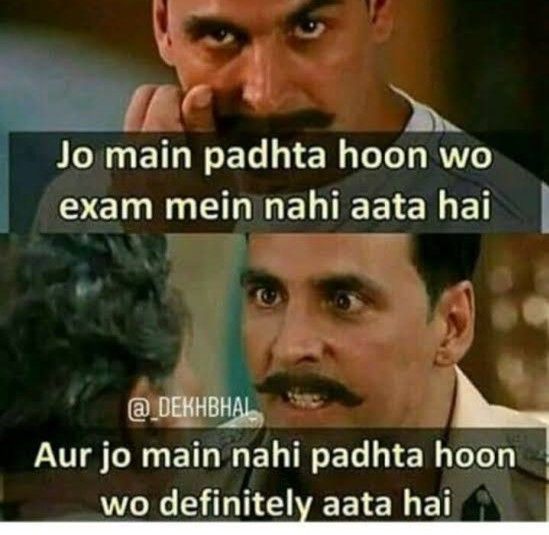 Jo main padhta hoon wo
exam mein nahi aata hai
@_DEKHBHAI_
Aur jo main nahi padhta hoon
wo definitely aata hai